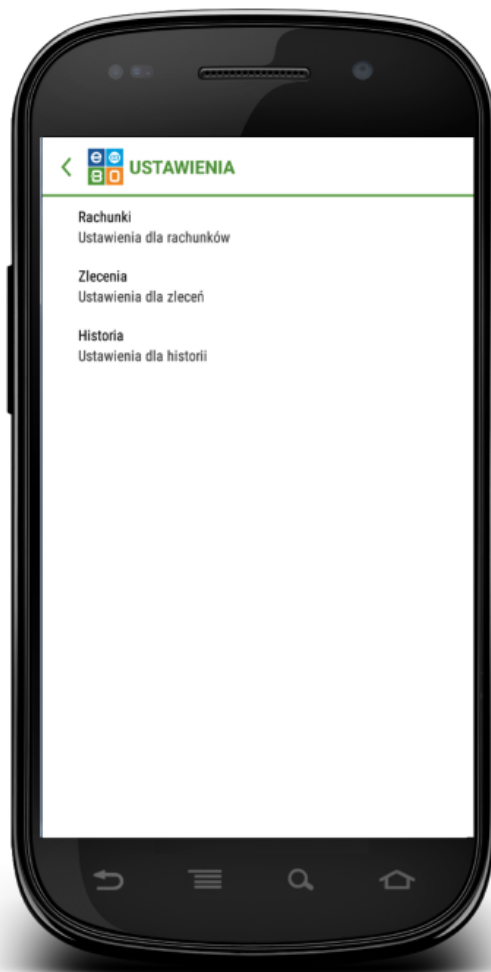 e @
B O
USTAWIENIA
Rachunki
Ustawienia dla rachunków
Zlecenia
Ustawienia dla zleceń
Historia
Ustawienia dla historii